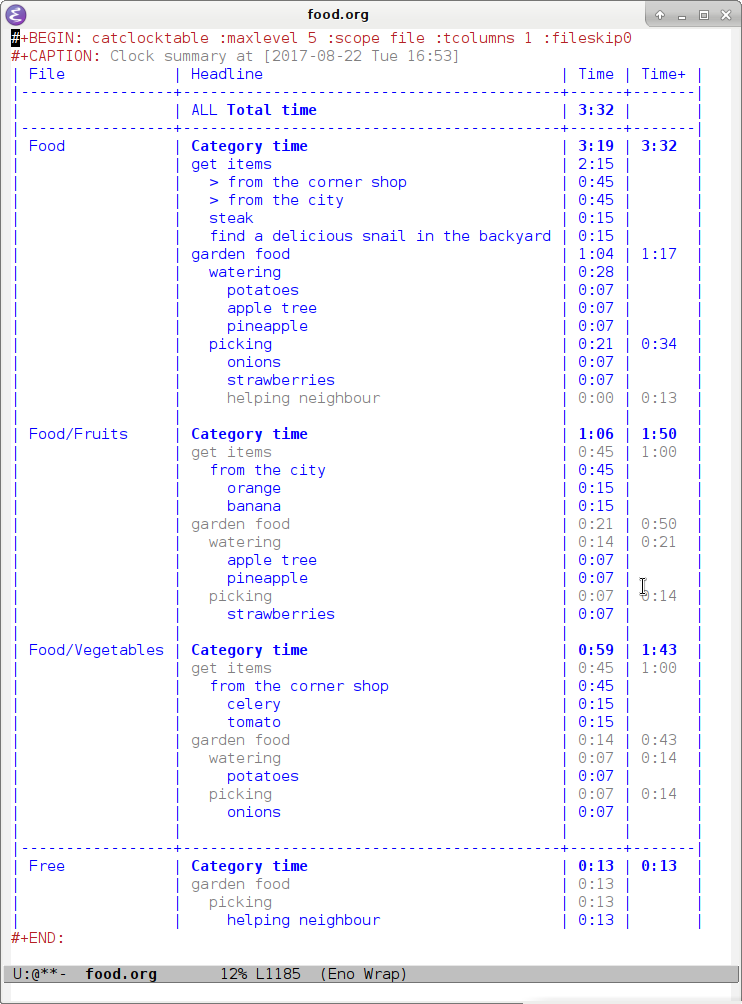 food.org
#+BEGIN: catclocktable :maxlevel 5 :scope file :tcolumns 1 :fileskip0
#+CAPTION: Clock summary at [2017-08-22 Tue 16:53]
| File            | Headline                                | Time | Time+ |
|-----------------+-----------------------------------------+------+-------|
|                 | ALL Total time                          | 3:32 |       |
|-----------------+-----------------------------------------+------+-------|
| Food            | Category time                           | 3:19 | 3:32  |
|                 | get items                               | 2:15 |       |
|                 |   > from the corner shop                | 0:45 |       |
|                 |   > from the city                       | 0:45 |       |
|                 |   steak                                 | 0:15 |       |
|                 |   find a delicious snail in the backyard | 0:15 |       |
|                 | garden food                             | 1:04 | 1:17  |
|                 |   watering                              | 0:28 |       |
|                 |     potatoes                            | 0:07 |       |
|                 |     apple tree                          | 0:07 |       |
|                 |     pineapple                           | 0:07 |       |
|                 |   picking                               | 0:21 | 0:34  |
|                 |     onions                              | 0:07 |       |
|                 |     strawberries                        | 0:07 |       |
|                 |     helping neighbour                   | 0:00 | 0:13  |
|                 |                                         |      |       |
| Food/Fruits     | Category time                           | 1:06 | 1:50  |
|                 | get items                               | 0:45 | 1:00  |
|                 |   from the city                         | 0:45 |       |
|                 |     orange                              | 0:15 |       |
|                 |     banana                              | 0:15 |       |
|                 | garden food                             | 0:21 | 0:50  |
|                 |   watering                              | 0:14 | 0:21  |
|                 |     apple tree                          | 0:07 |       |
|                 |     pineapple                           | 0:07 |       |
|                 |   picking                               | 0:07 | 0:14  |
|                 |     strawberries                        | 0:07 |       |
|                 |                                         |      |       |
| Food/Vegetables | Category time                           | 0:59 | 1:43  |
|                 | get items                               | 0:45 | 1:00  |
|                 |   from the corner shop                  | 0:45 |       |
|                 |     celery                              | 0:15 |       |
|                 |     tomato                              | 0:15 |       |
|                 | garden food                             | 0:14 | 0:43  |
|                 |   watering                              | 0:07 | 0:14  |
|                 |     potatoes                            | 0:07 |       |
|                 |   picking                               | 0:07 | 0:14  |
|                 |     onions                              | 0:07 |       |
|                 |                                         |      |       |
|-----------------+-----------------------------------------+------+-------|
| Free            | Category time                           | 0:13 | 0:13  |
|                 | garden food                             | 0:13 |       |
|                 |   picking                               | 0:13 |       |
|                 |     helping neighbour                   | 0:13 |       |
#+END:
U:@**-  food.org       12% L1185  (Eno Wrap)